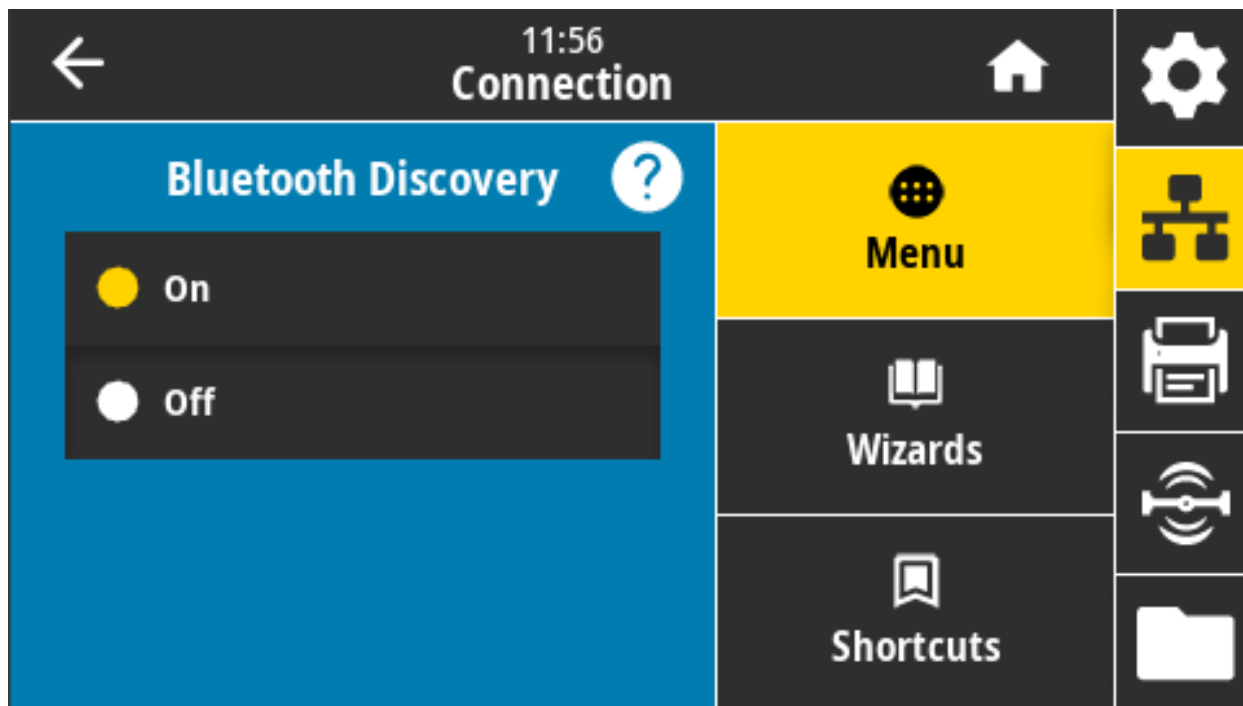 11:56
Connection
Bluetooth Discovery ?
On
Off
Menu
Wizards
Shortcuts